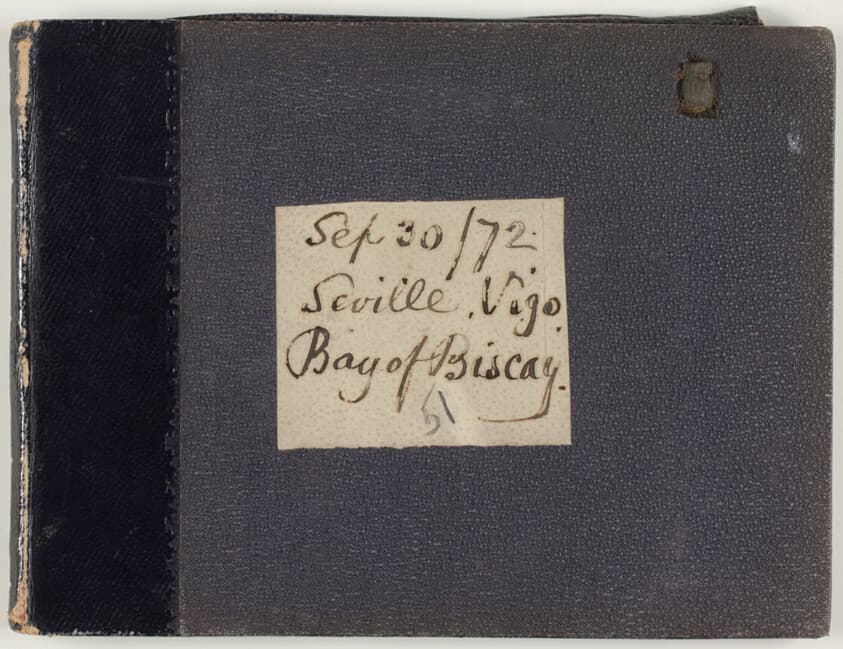 Sep 30/72
Seville. Vigo.
Bay of Biscay.
51